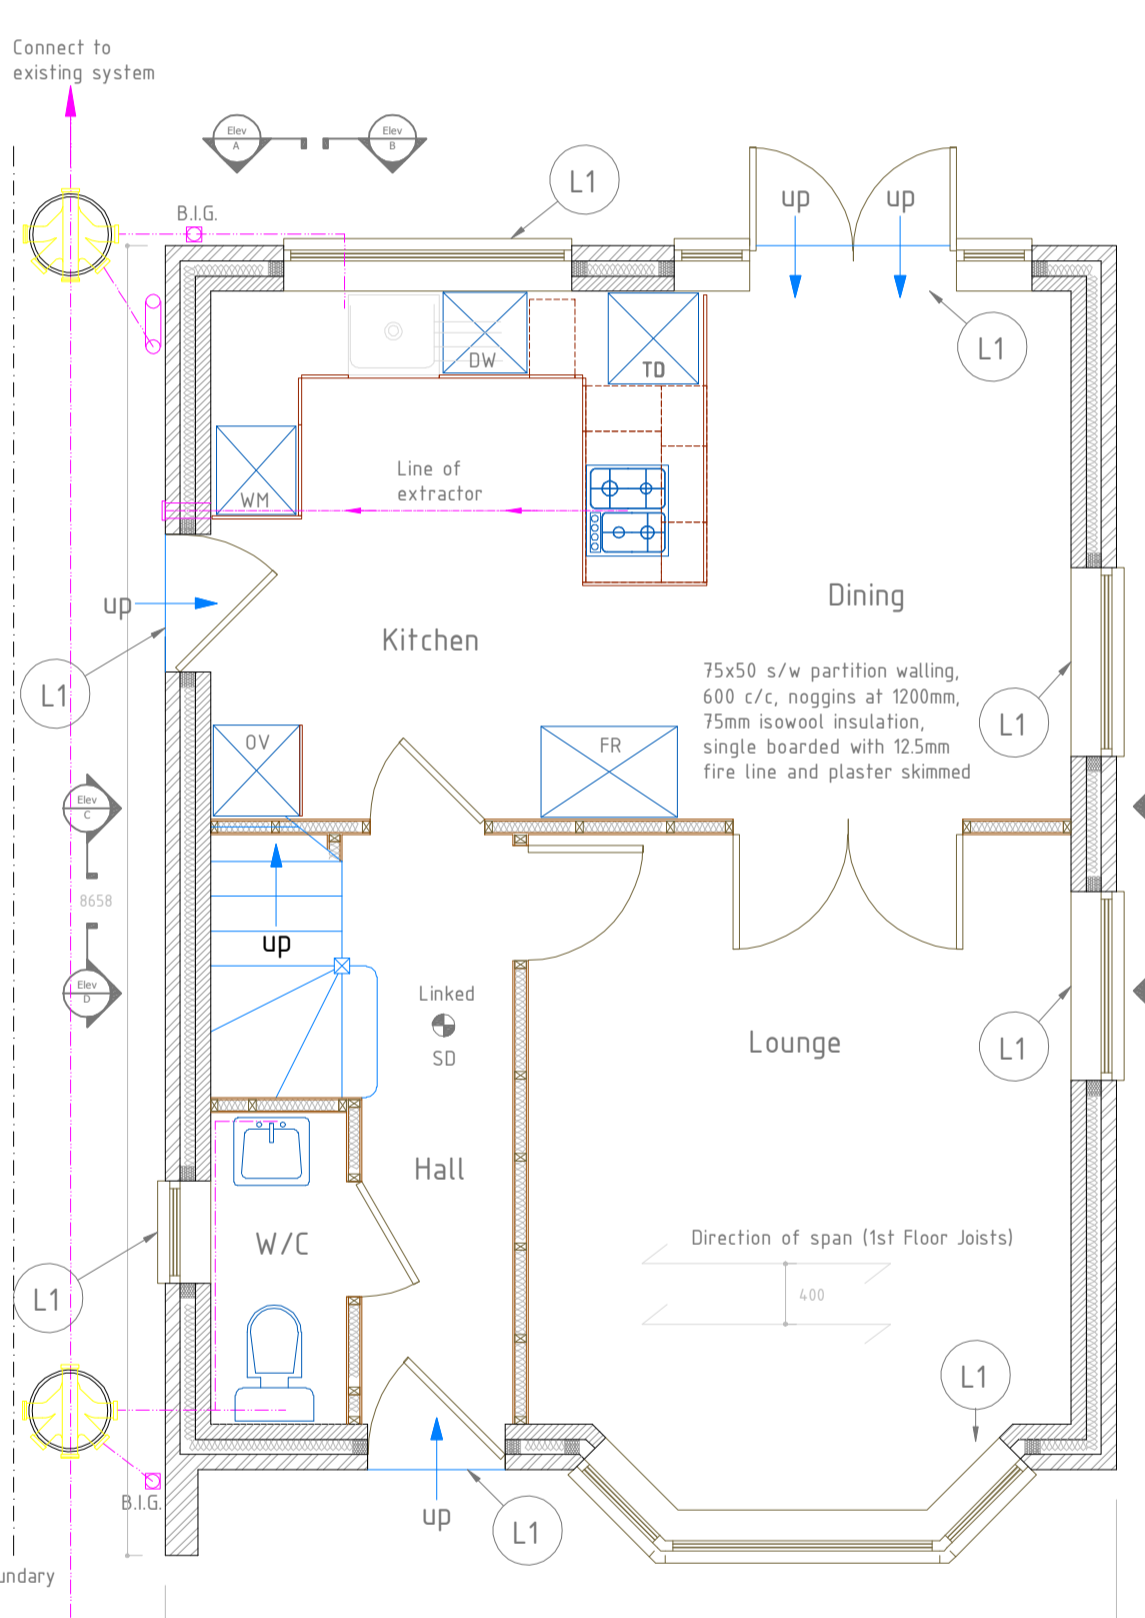 Connect to
existing system
Elev
A
Elev
B
L1
B.I.G.
up
up
L1
DW
TD
WM
Line of
extractor
up
Kitchen
Dining
L1
75x50 s/w partition walling,
600 c/c, noggins at 1200mm,
75mm isowool insulation,
single boarded with 12.5mm
fire line and plaster skimmed
L1
OV
FR
Elev
C
8658
up
Elev
D
Linked
SD
Lounge
L1
Hall
W/C
Direction of span (1st Floor Joists)
400
L1
L1
B.I.G.
up
L1
undary